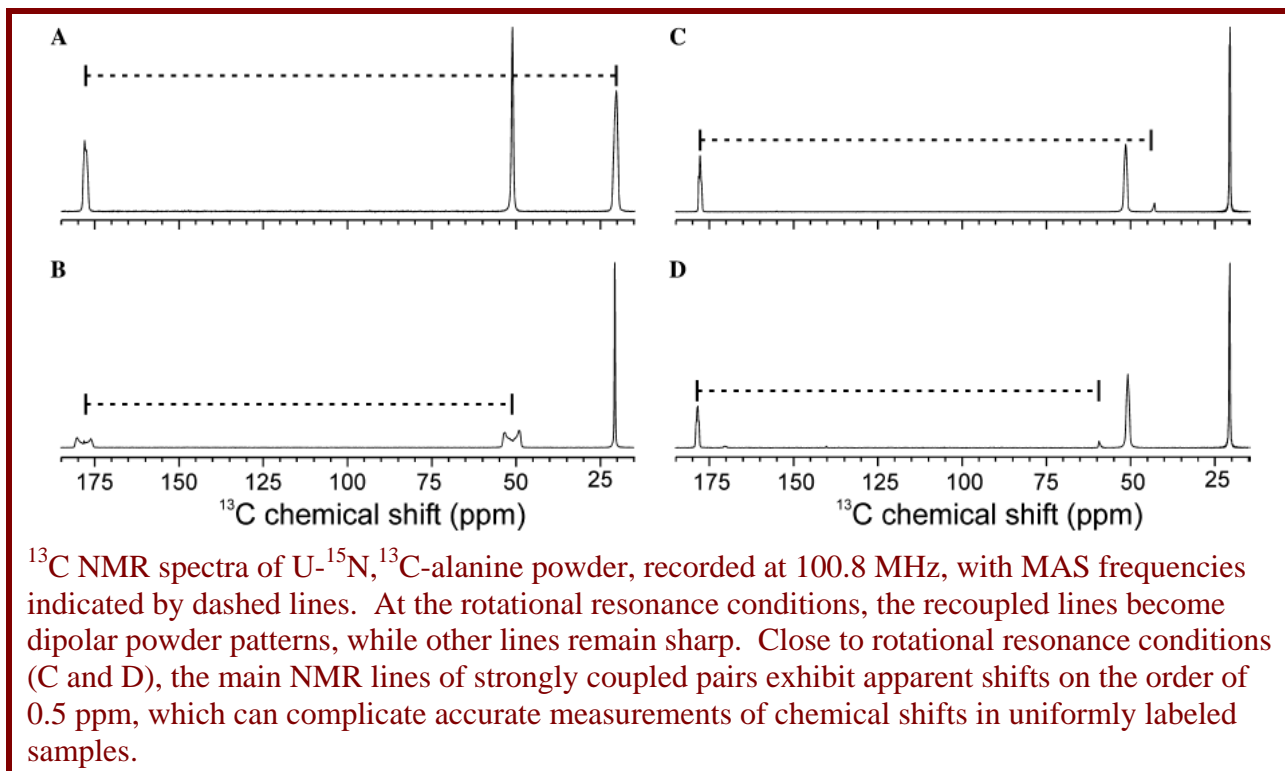 A
C
B
D
175 150 125 100 75 50 25
175 150 125 100 75 50 25
¹³C chemical shift (ppm)
¹³C chemical shift (ppm)
¹³C NMR spectra of U-¹⁵N,¹³C-alanine powder, recorded at 100.8 MHz, with MAS frequencies
indicated by dashed lines.  At the rotational resonance conditions, the recoupled lines become
dipolar powder patterns, while other lines remain sharp.  Close to rotational resonance conditions
(C and D), the main NMR lines of strongly coupled pairs exhibit apparent shifts on the order of
0.5 ppm, which can complicate accurate measurements of chemical shifts in uniformly labeled
samples.